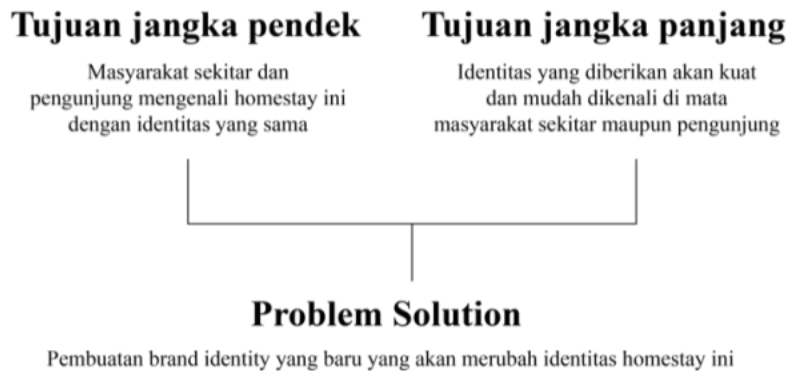 Tujuan jangka pendek
Masyarakat sekitar dan
pengunjung mengenali homestay ini
dengan identitas yang sama
Tujuan jangka panjang
Identitas yang diberikan akan kuat
dan mudah dikenali di mata
masyarakat sekitar maupun pengunjung
Problem Solution
Pembuatan brand identity yang baru yang akan merubah identitas homestay ini